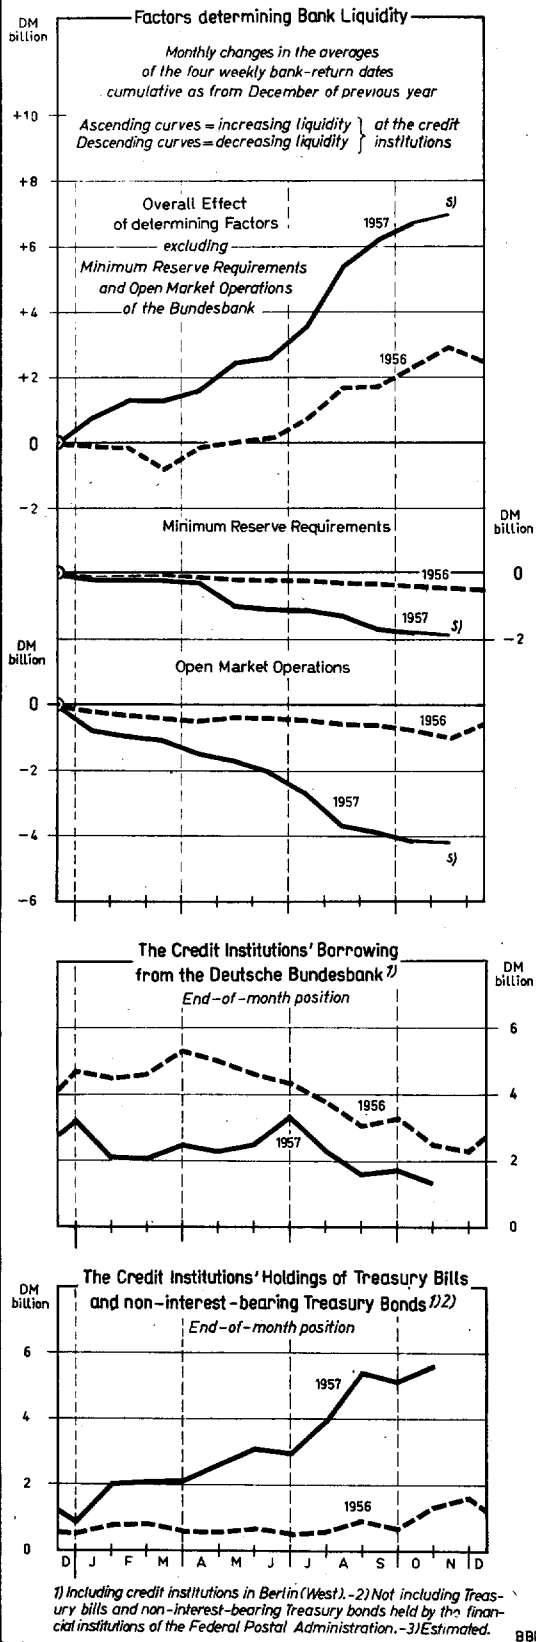 Factors determining Bank Liquidity
DM
billion
Monthly changes in the averages
of the four weekly bank-return dates
cumulative as from December of previous year
+10
Ascending curves = increasing liquidity } at the credit
Descending curves = decreasing liquidity } institutions
+8
Overall Effect
of determining Factors
excluding
Minimum Reserve Requirements
and Open Market Operations
of the Bundesbank
1957
s)
+6
+4
1956
+2
0
-2
Minimum Reserve Requirements
DM
billion
1956
0
1957
s)
-2
DM
billion
Open Market Operations
0
1956
-2
1957
-4
s)
-6
The Credit Institutions' Borrowing
from the Deutsche Bundesbank 1)
End-of-month position
DM
billion
6
4
1956
1957
2
0
The Credit Institutions' Holdings of Treasury Bills
and non-interest-bearing Treasury Bonds 1)2)
End-of-month position
DM
billion
6
1957
4
2
1956
0
D J F M A M J J A S O N D
1) Including credit institutions in Berlin (West).-2) Not including Treas-
ury bills and non-interest-bearing Treasury bonds held by the finan-
cial institutions of the Federal Postal Administration.-3) Estimated.
BBk